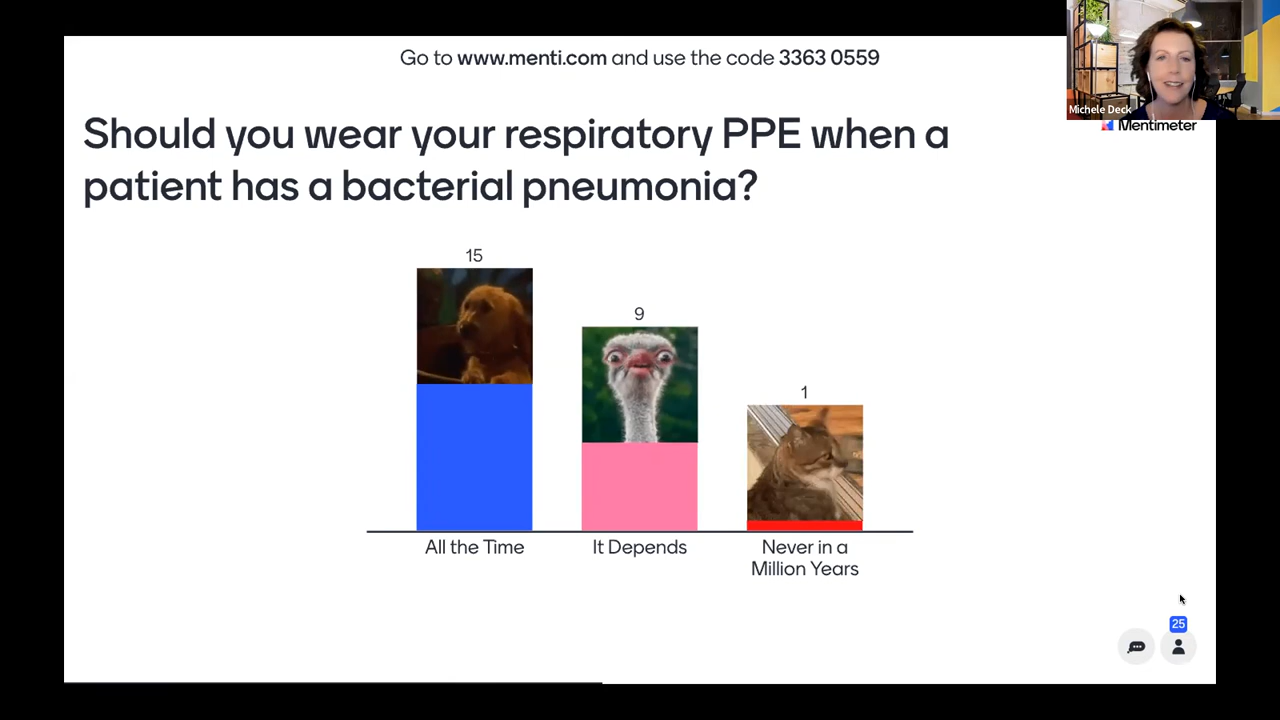 Go to www.menti.com and use the code 3363 0559
Michele Deck
Mentimeter
Should you wear your respiratory PPE when a
patient has a bacterial pneumonia?
15
9
1
All the Time
It Depends
Never in a
Million Years
25